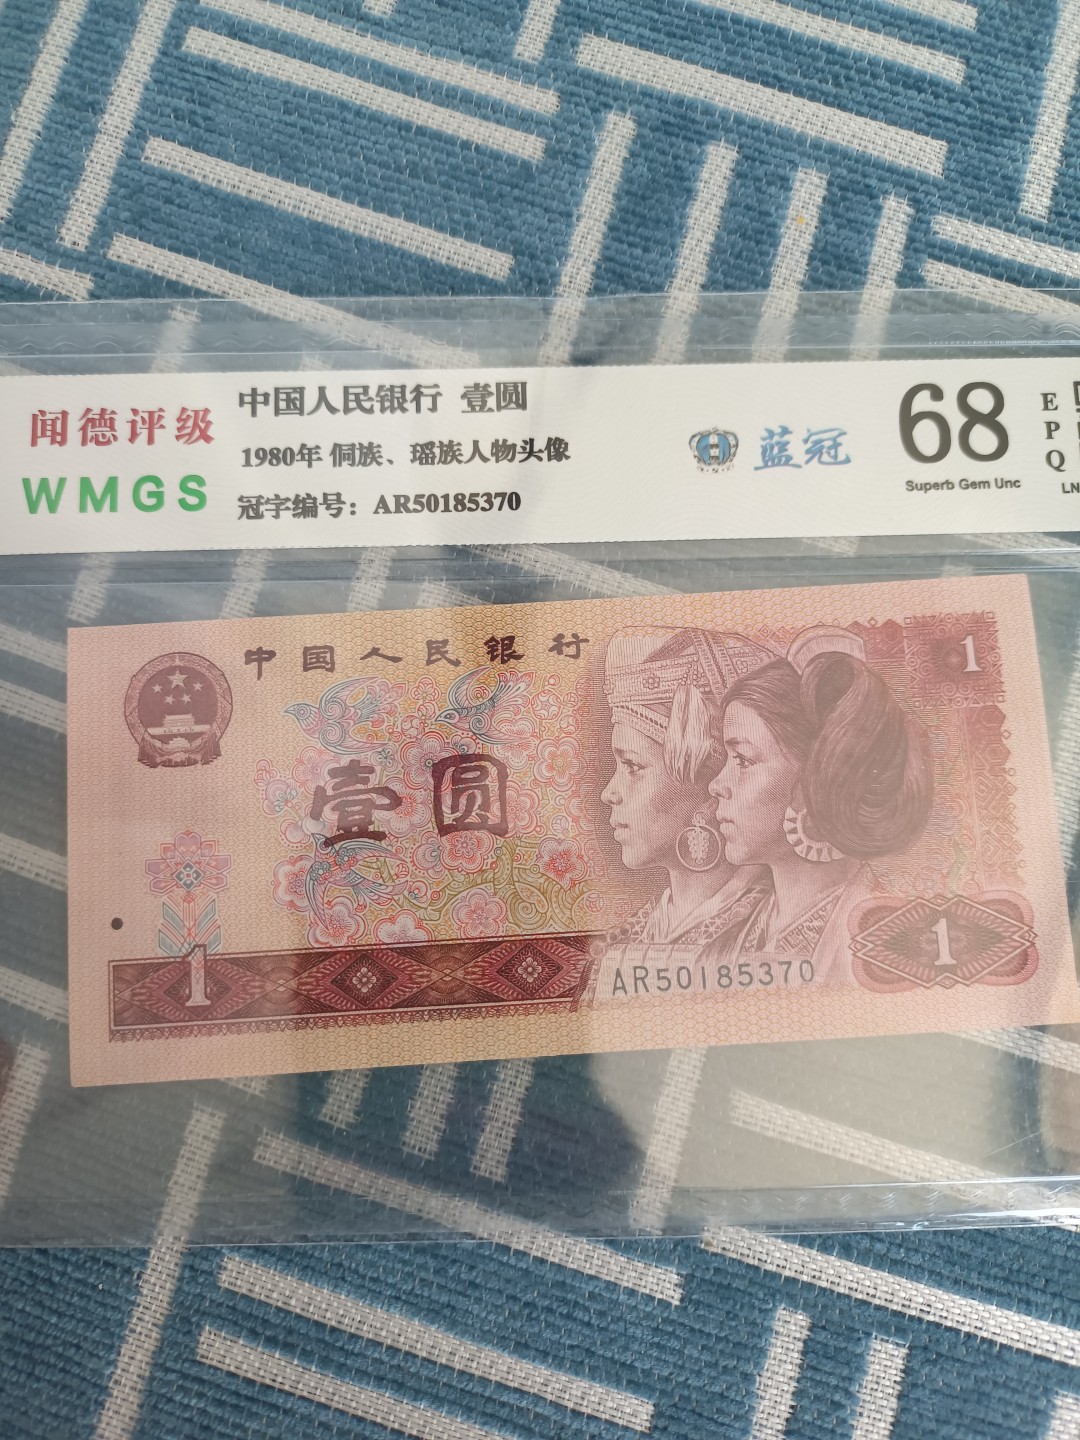 闻德评级
WMGS
中国人民银行 壹圆
1980年 侗族、瑶族人物头像
冠字编号：AR50185370
蓝冠
68
Superb Gem Unc
E
P
Q
LN
中国人民银行
1
壹圆
1
1
AR50185370